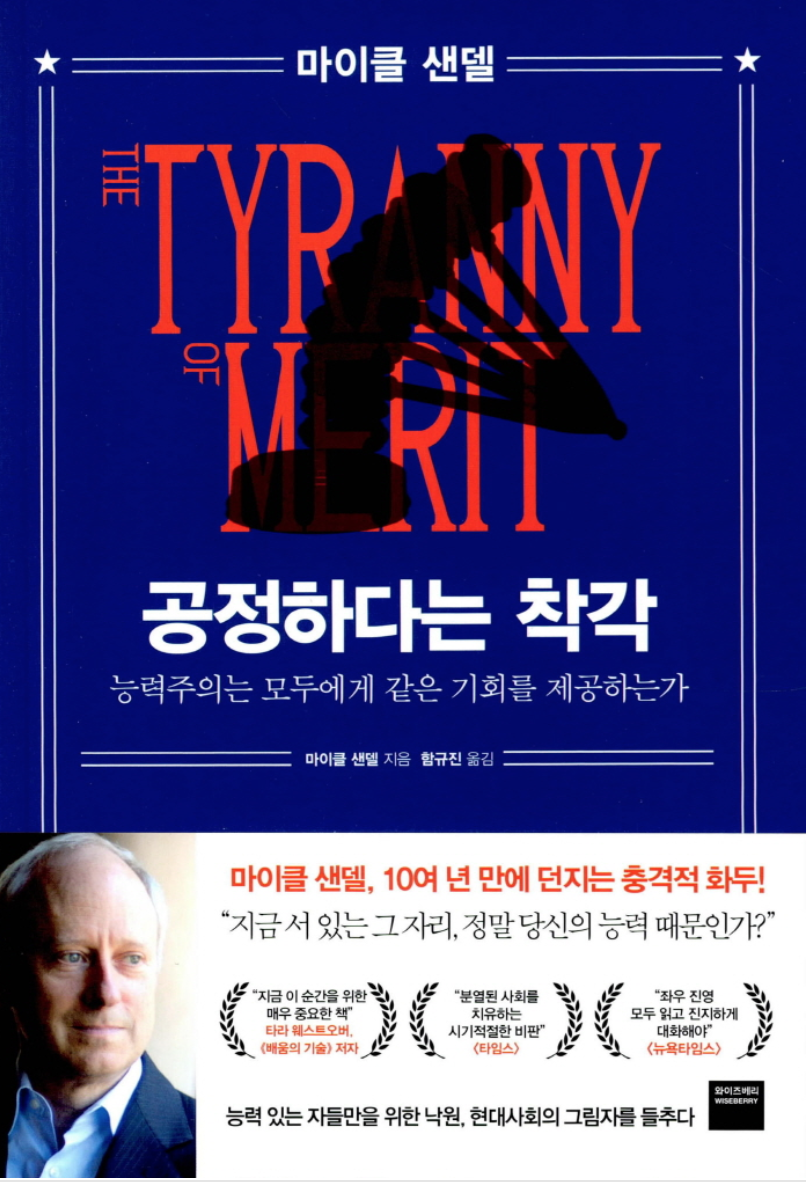 마이클 샌델
THE
TYRANNY
OF
MERIT
공정하다는 착각
능력주의는 모두에게 같은 기회를 제공하는가
마이클 샌델 지음 함규진 옮김
마이클 샌델, 10여 년 만에 던지는 충격적 화두!
“지금 서 있는 그 자리, 정말 당신의 능력 때문인가?”
“지금 이 순간을 위한
매우 중요한 책”
타라 웨스트오버,
《배움의 기술》 저자
“분열된 사회를
치유하는
시기적절한 비판”
〈타임스〉
“좌우 진영
모두 읽고 진지하게
대화해야”
〈뉴욕타임스〉
능력 있는 자들만을 위한 낙원, 현대사회의 그림자를 들추다
와이즈베리
WISEBERRY